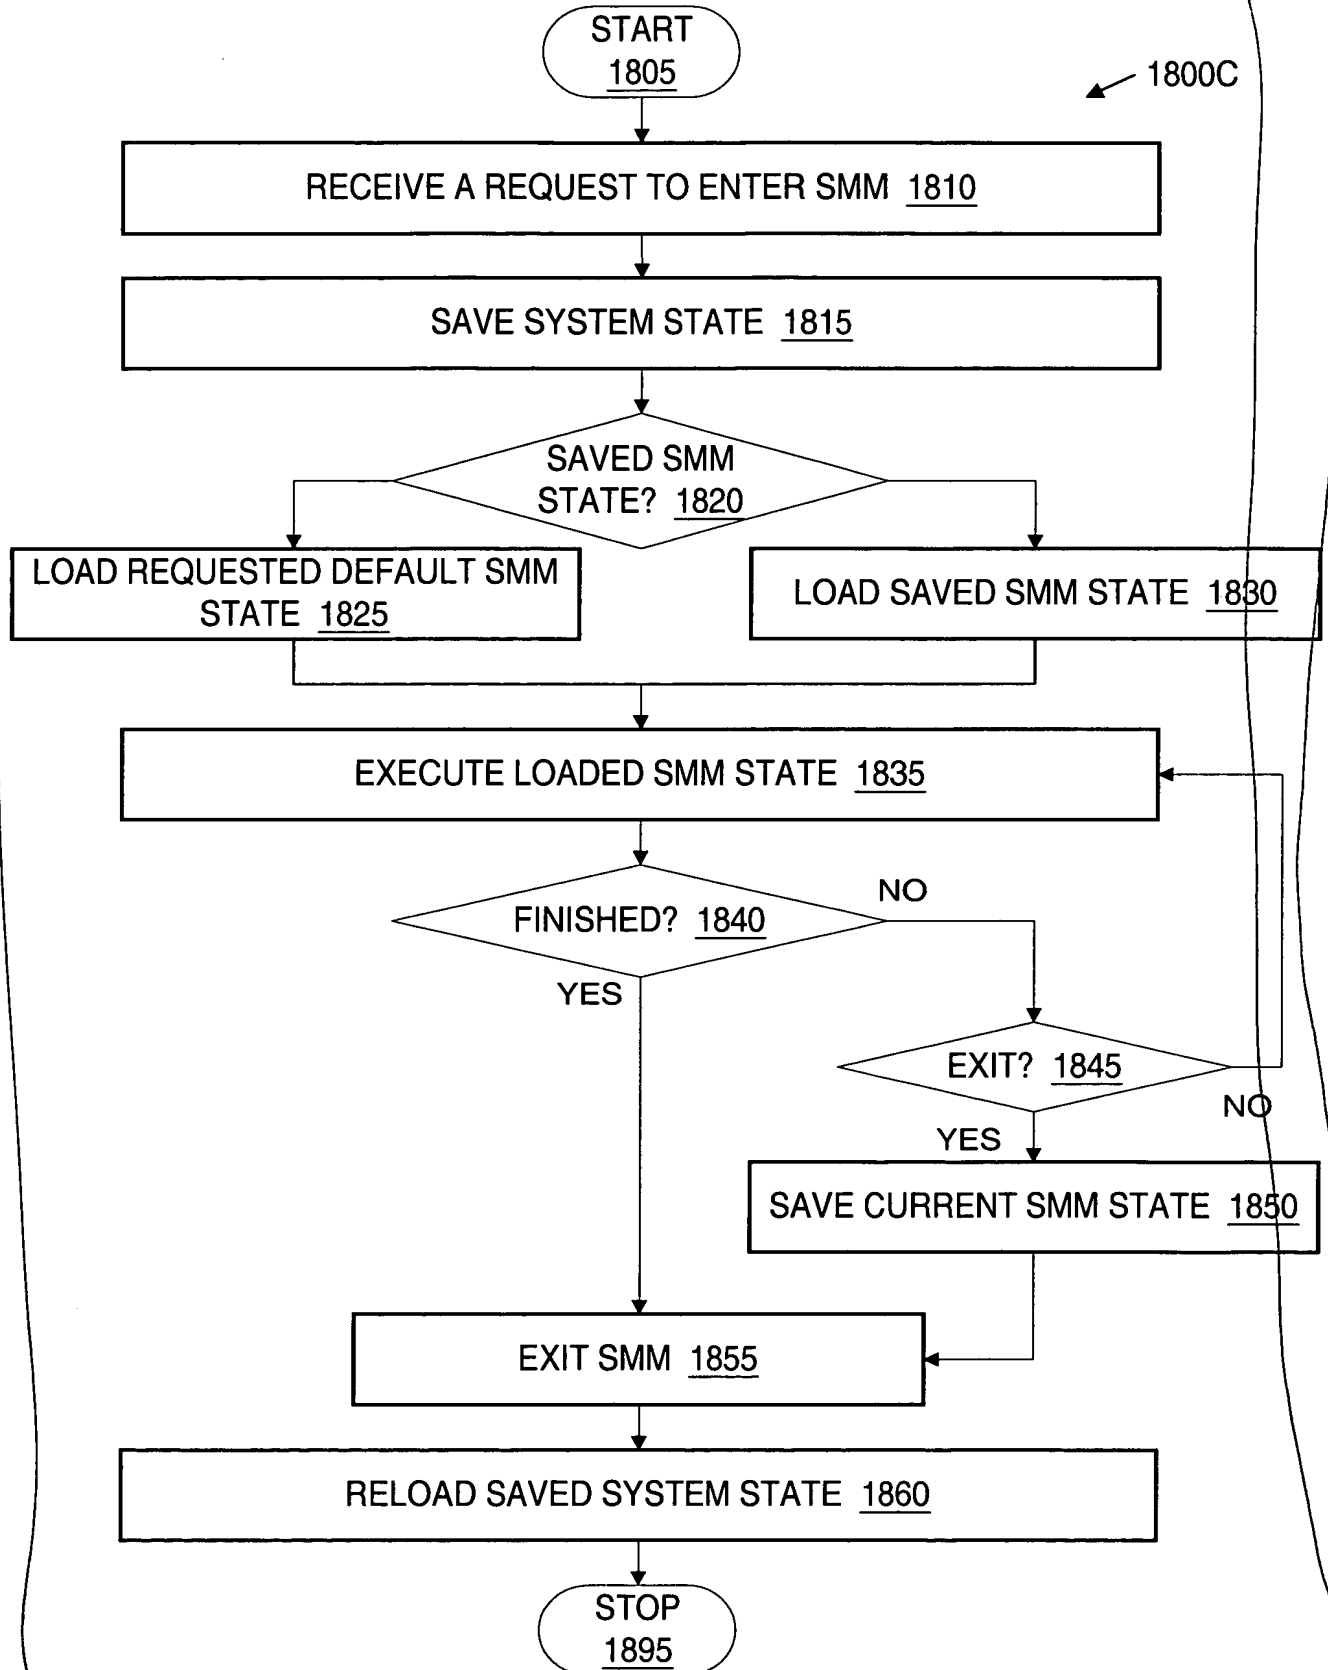 START
1805
1800C
RECEIVE A REQUEST TO ENTER SMM 1810
SAVE SYSTEM STATE 1815
SAVED SMM
STATE? 1820
LOAD REQUESTED DEFAULT SMM
STATE 1825
LOAD SAVED SMM STATE 1830
EXECUTE LOADED SMM STATE 1835
NO
FINISHED? 1840
YES
EXIT? 1845
NO
YES
SAVE CURRENT SMM STATE 1850
EXIT SMM 1855
RELOAD SAVED SYSTEM STATE 1860
STOP
1895